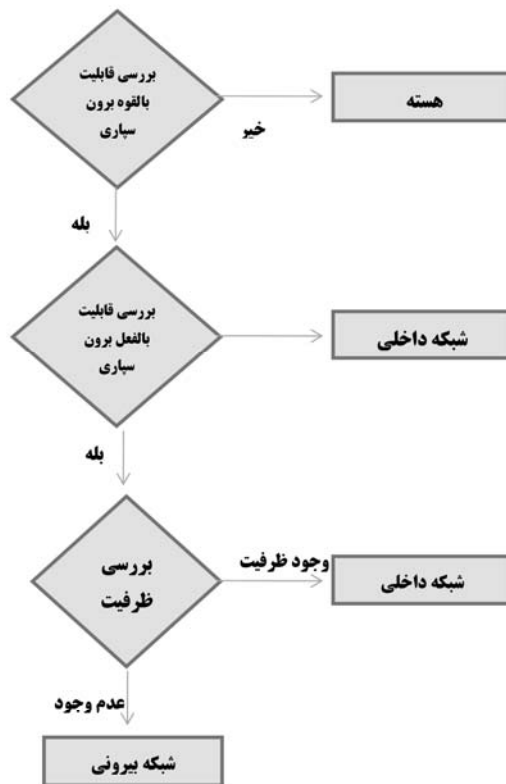 بررسی قابلیت
بالقوه برون
سپاری
هسته
خیر
بله
بررسی قابلیت
بالفعل برون
سپاری
شبکه داخلی
بله
بررسی
ظرفیت
وجود ظرفیت
شبکه داخلی
عدم وجود
شبکه بیرونی